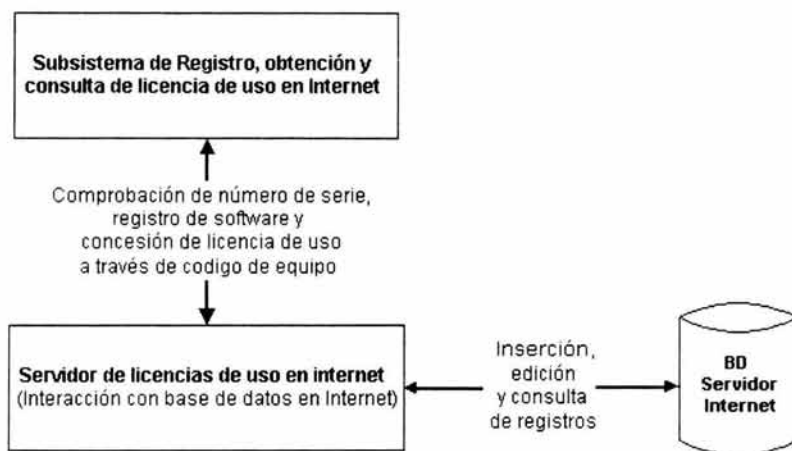 Subsistema de Registro, obtención y
consulta de licencia de uso en Internet
Comprobación de número de serie,
registro de software y
concesión de licencia de uso
a través de codigo de equipo
Servidor de licencias de uso en internet
(Interacción con base de datos en Internet)
Inserción,
edición
y consulta
de registros
BD
Servidor
Internet